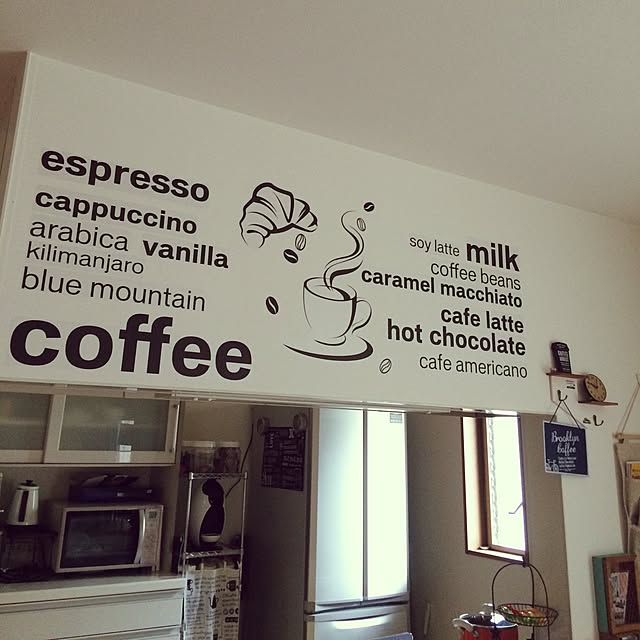 espresso
cappuccino
arabica vanilla
kilimanjaro
blue mountain
coffee
soy latte milk
coffee beans
caramel macchiato
cafe latte
hot chocolate
cafe americano
Brooklyn
Coffee